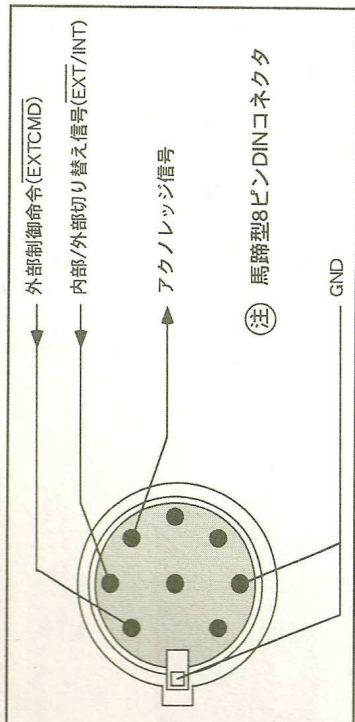 外部制御命令(EXTCMD)
内部/外部切り替え信号(EXT/INT)
アクノレッジ信号
注 馬蹄型8ピンDINコネクタ
GND